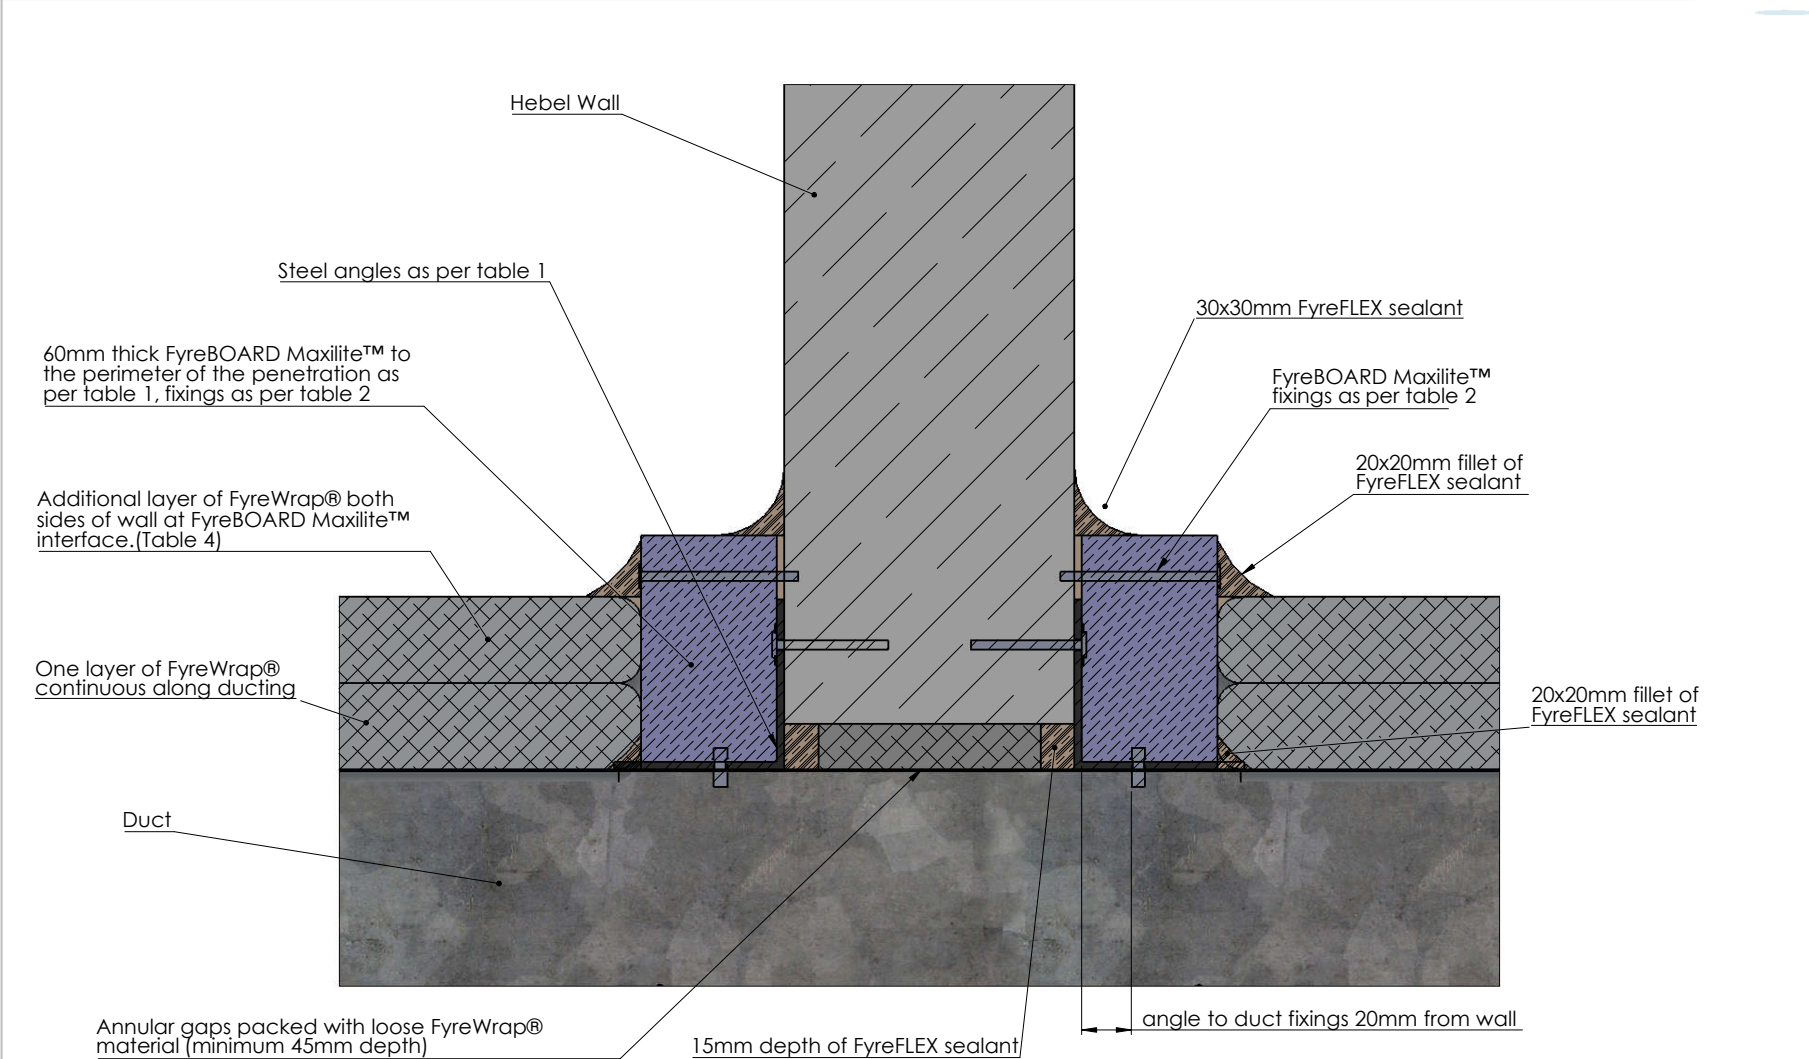 Hebel Wall
Steel angles as per table 1
30x30mm FyreFLEX sealant
60mm thick FyreBOARD Maxilite™ to
the perimeter of the penetration as
per table 1, fixings as per table 2
FyreBOARD Maxilite™
fixings as per table 2
20x20mm fillet of
FyreFLEX sealant
Additional layer of FyreWrap® both
sides of wall at FyreBOARD Maxilite™
interface.(Table 4)
One layer of FyreWrap®
continuous along ducting
20x20mm fillet of
FyreFLEX sealant
Duct
Annular gaps packed with loose FyreWrap®
material (minimum 45mm depth)
15mm depth of FyreFLEX sealant
angle to duct fixings 20mm from wall